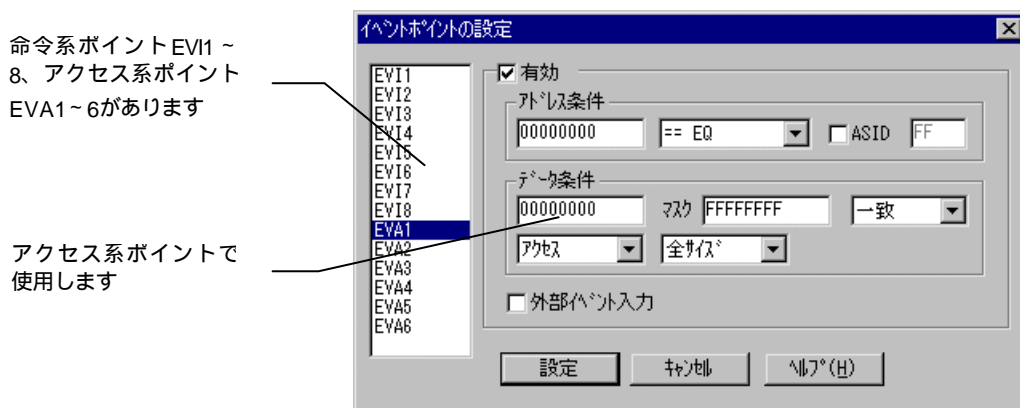 命令系ポイントEVI1～
8、アクセス系ポイント
EVA1～6があります
アクセス系ポイントで
使用します
ｲﾍﾞﾝﾄﾎﾟｲﾝﾄの設定
EVI1
EVI2
EVI3
EVI4
EVI5
EVI6
EVI7
EVI8
EVA1
EVA2
EVA3
EVA4
EVA5
EVA6
有効
ｱﾄﾞﾚｽ条件
00000000 == EQ ASID FF
ﾃﾞｰﾀ条件
00000000 ﾏｽｸ FFFFFFFF 一致
ｱｸｾｽ 全ｻｲｽﾞ
外部ｲﾍﾞﾝﾄ入力
設定 ｷｬﾝｾﾙ ﾍﾙﾌﾟ(H)